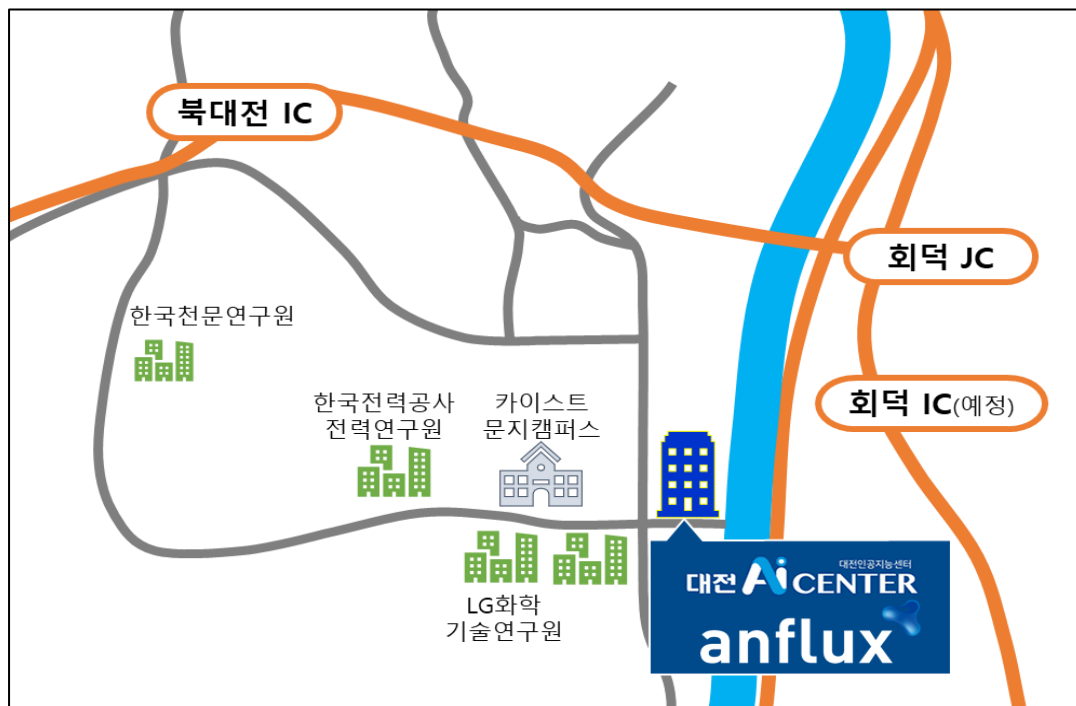 북대전 IC
회덕 JC
한국천문연구원
회덕 IC(예정)
한국전력공사
전력연구원
카이스트
문지캠퍼스
LG화학
기술연구원
대전인공지능센터
대전 Ai CENTER
anflux